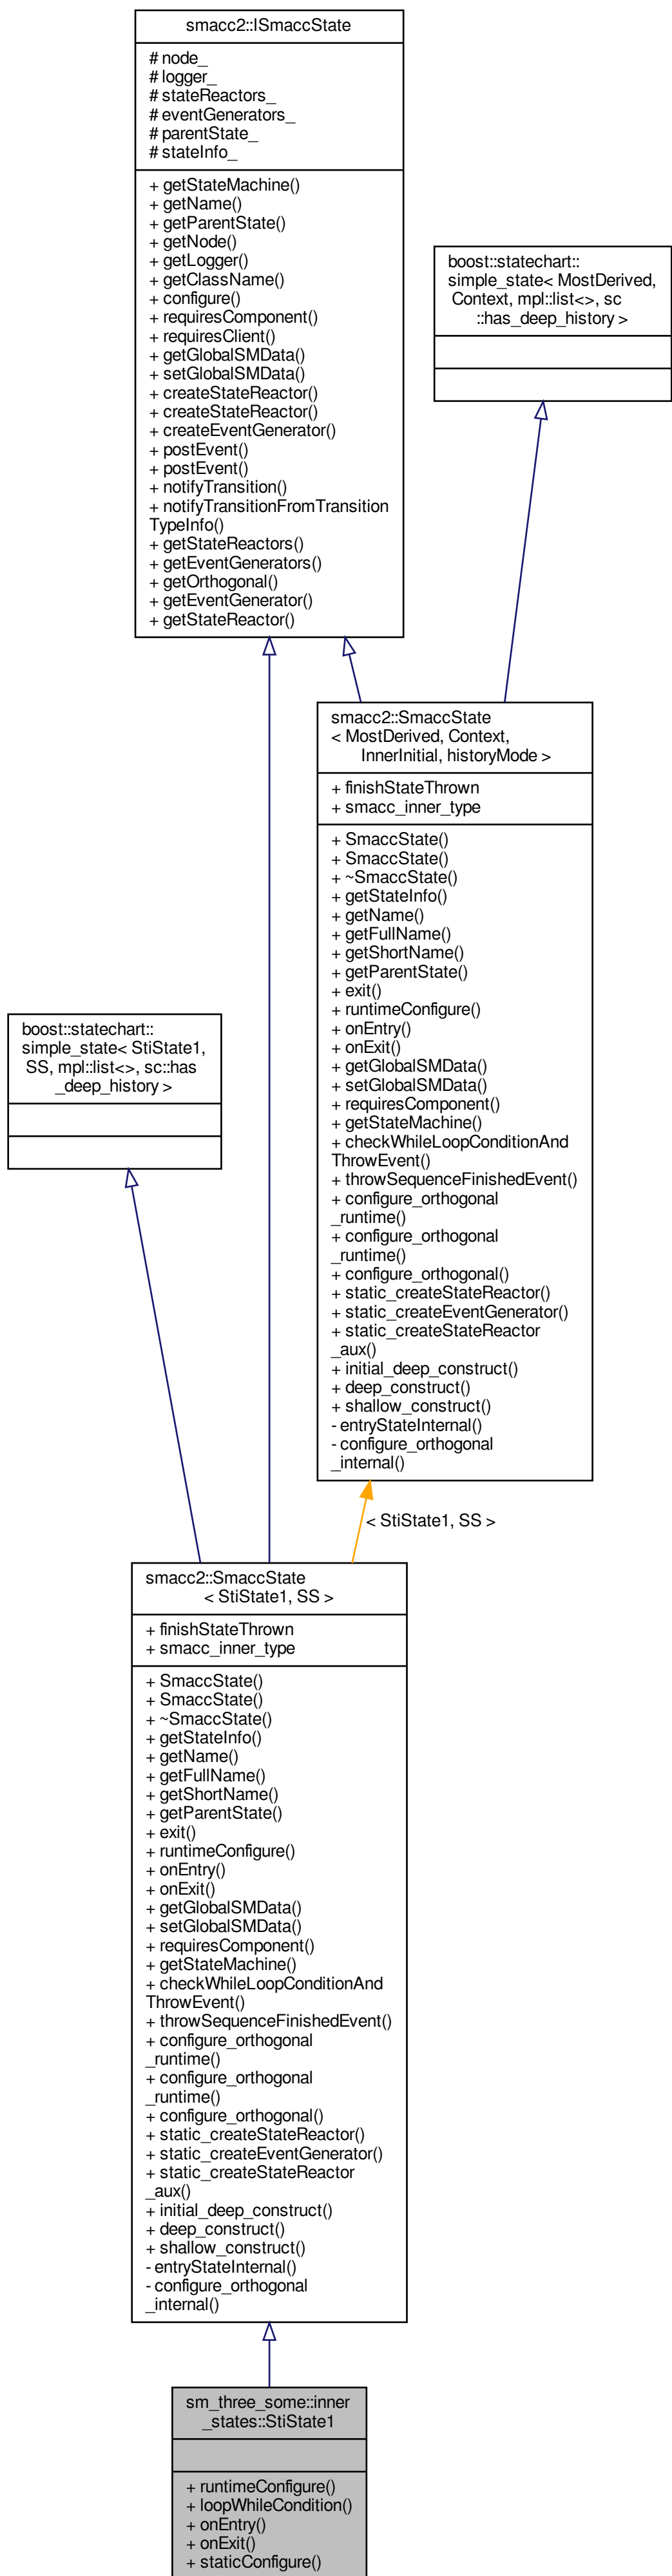 smacc2::ISmaccState
# node_
# logger_
# stateReactors_
# eventGenerators_
# parentState_
# stateInfo_
+ getStateMachine()
+ getName()
+ getParentState()
+ getNode()
+ getLogger()
+ getClassName()
+ configure()
+ requiresComponent()
+ requiresClient()
+ getGlobalSMData()
+ setGlobalSMData()
+ createStateReactor()
+ createStateReactor()
+ createEventGenerator()
+ postEvent()
+ postEvent()
+ notifyTransition()
+ notifyTransitionFromTransition
TypeInfo()
+ getStateReactors()
+ getEventGenerators()
+ getOrthogonal()
+ getEventGenerator()
+ getStateReactor()
boost::statechart::
simple_state< MostDerived,
Context, mpl::list<>, sc
::has_deep_history >
smacc2::SmaccState
< MostDerived, Context,
InnerInitial, historyMode >
+ finishStateThrown
+ smacc_inner_type
+ SmaccState()
+ SmaccState()
+ ~SmaccState()
+ getStateInfo()
+ getName()
+ getFullName()
+ getShortName()
+ getParentState()
+ exit()
+ runtimeConfigure()
+ onEntry()
+ onExit()
+ getGlobalSMData()
+ setGlobalSMData()
+ requiresComponent()
+ getStateMachine()
+ checkWhileLoopConditionAnd
ThrowEvent()
+ throwSequenceFinishedEvent()
+ configure_orthogonal
_runtime()
+ configure_orthogonal
_runtime()
+ configure_orthogonal()
+ static_createStateReactor()
+ static_createEventGenerator()
+ static_createStateReactor
_aux()
+ initial_deep_construct()
+ deep_construct()
+ shallow_construct()
- entryStateInternal()
- configure_orthogonal
_internal()
boost::statechart::
simple_state< StiState1,
SS, mpl::list<>, sc::has
_deep_history >
< StiState1, SS >
smacc2::SmaccState
< StiState1, SS >
+ finishStateThrown
+ smacc_inner_type
+ SmaccState()
+ SmaccState()
+ ~SmaccState()
+ getStateInfo()
+ getName()
+ getFullName()
+ getShortName()
+ getParentState()
+ exit()
+ runtimeConfigure()
+ onEntry()
+ onExit()
+ getGlobalSMData()
+ setGlobalSMData()
+ requiresComponent()
+ getStateMachine()
+ checkWhileLoopConditionAnd
ThrowEvent()
+ throwSequenceFinishedEvent()
+ configure_orthogonal
_runtime()
+ configure_orthogonal
_runtime()
+ configure_orthogonal()
+ static_createStateReactor()
+ static_createEventGenerator()
+ static_createStateReactor
_aux()
+ initial_deep_construct()
+ deep_construct()
+ shallow_construct()
- entryStateInternal()
- configure_orthogonal
_internal()
sm_three_some::inner
_states::StiState1
+ runtimeConfigure()
+ loopWhileCondition()
+ onEntry()
+ onExit()
+ staticConfigure()